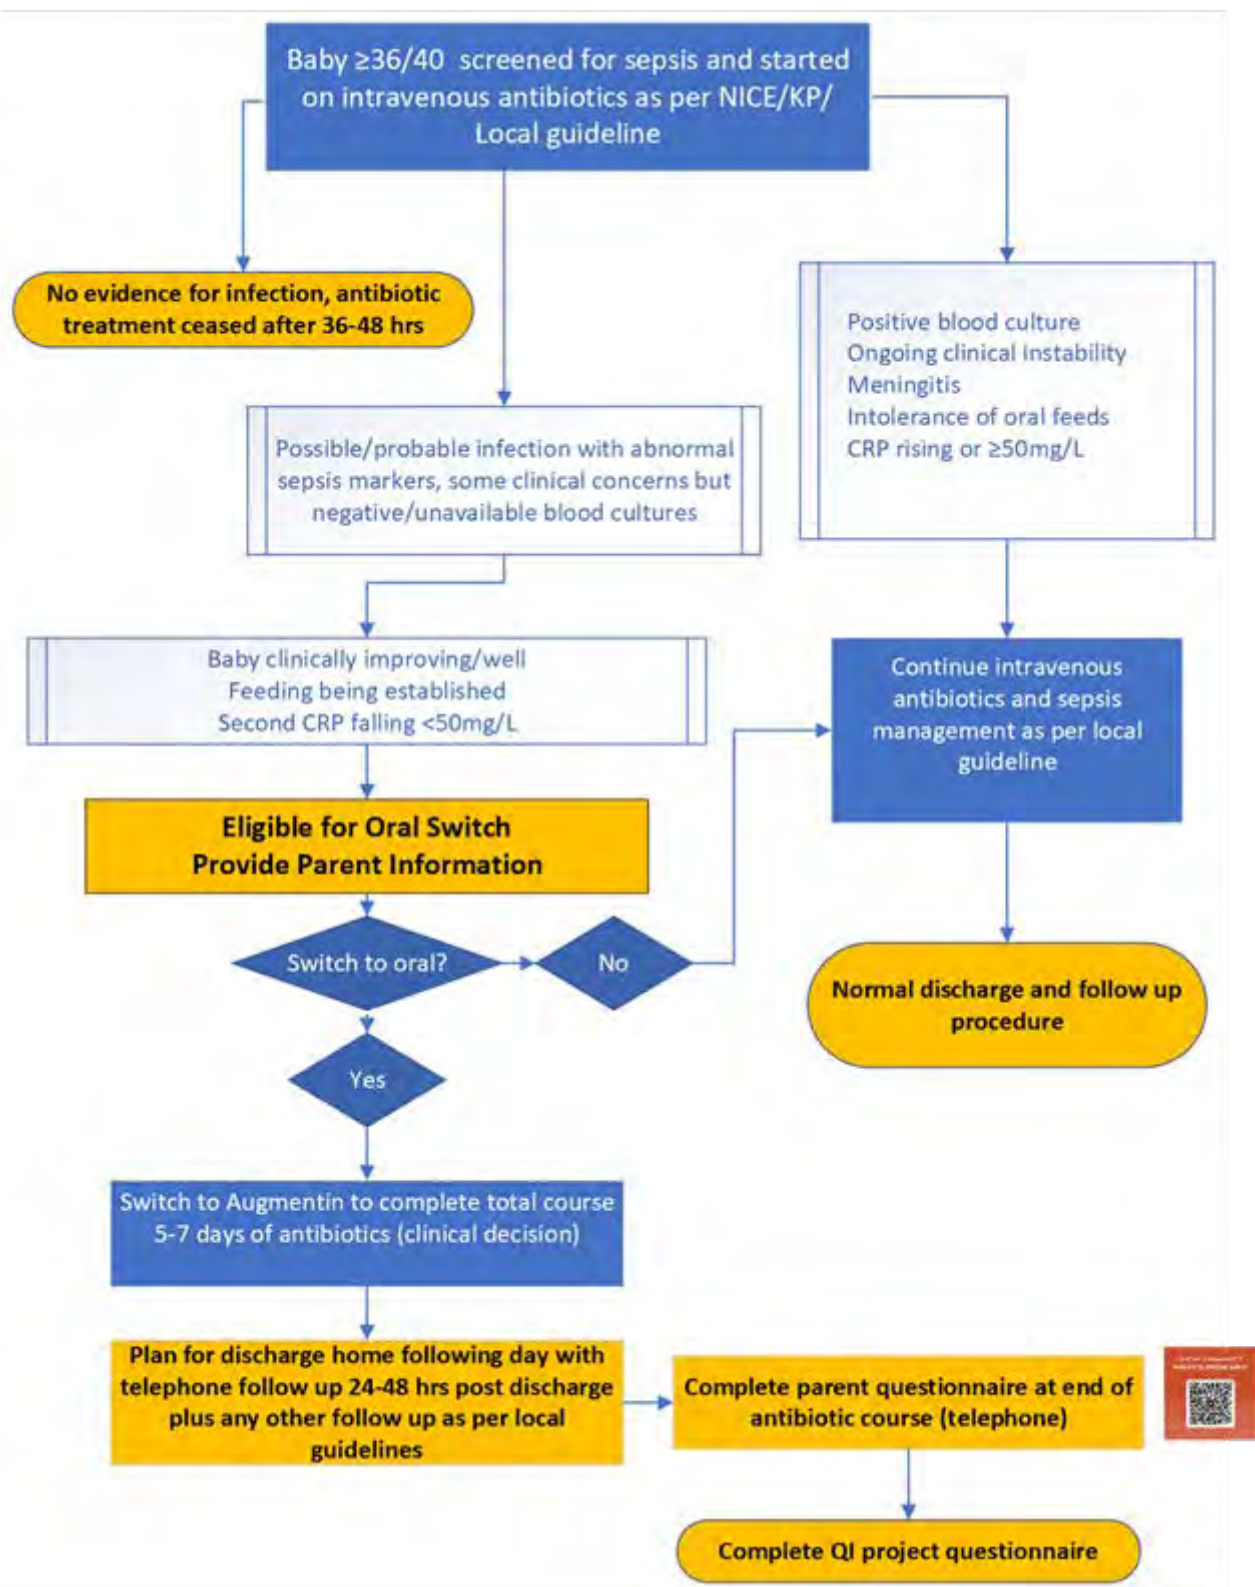 Baby ≥36/40 screened for sepsis and started
on intravenous antibiotics as per NICE/KP/
Local guideline
No evidence for infection, antibiotic
treatment ceased after 36-48 hrs
Positive blood culture
Ongoing clinical Instability
Meningitis
Intolerance of oral feeds
CRP rising or ≥50mg/L
Possible/probable infection with abnormal
sepsis markers, some clinical concerns but
negative/unavailable blood cultures
Baby clinically improving/well
Feeding being established
Second CRP falling <50mg/L
Continue intravenous
antibiotics and sepsis
management as per local
guideline
Eligible for Oral Switch
Provide Parent Information
Switch to oral?
No
Normal discharge and follow up
procedure
Yes
Switch to Augmentin to complete total course
5-7 days of antibiotics (clinical decision)
Plan for discharge home following day with
telephone follow up 24-48 hrs post discharge
plus any other follow up as per local
guidelines
Complete parent questionnaire at end of
antibiotic course (telephone)
Complete QI project questionnaire